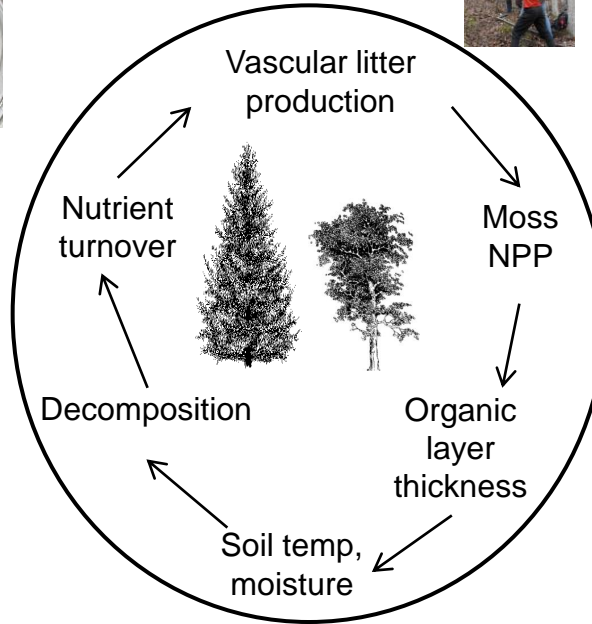 Vascular litter
production
Moss
NPP
Organic
layer
thickness
Soil temp,
moisture
Decomposition
Nutrient
turnover